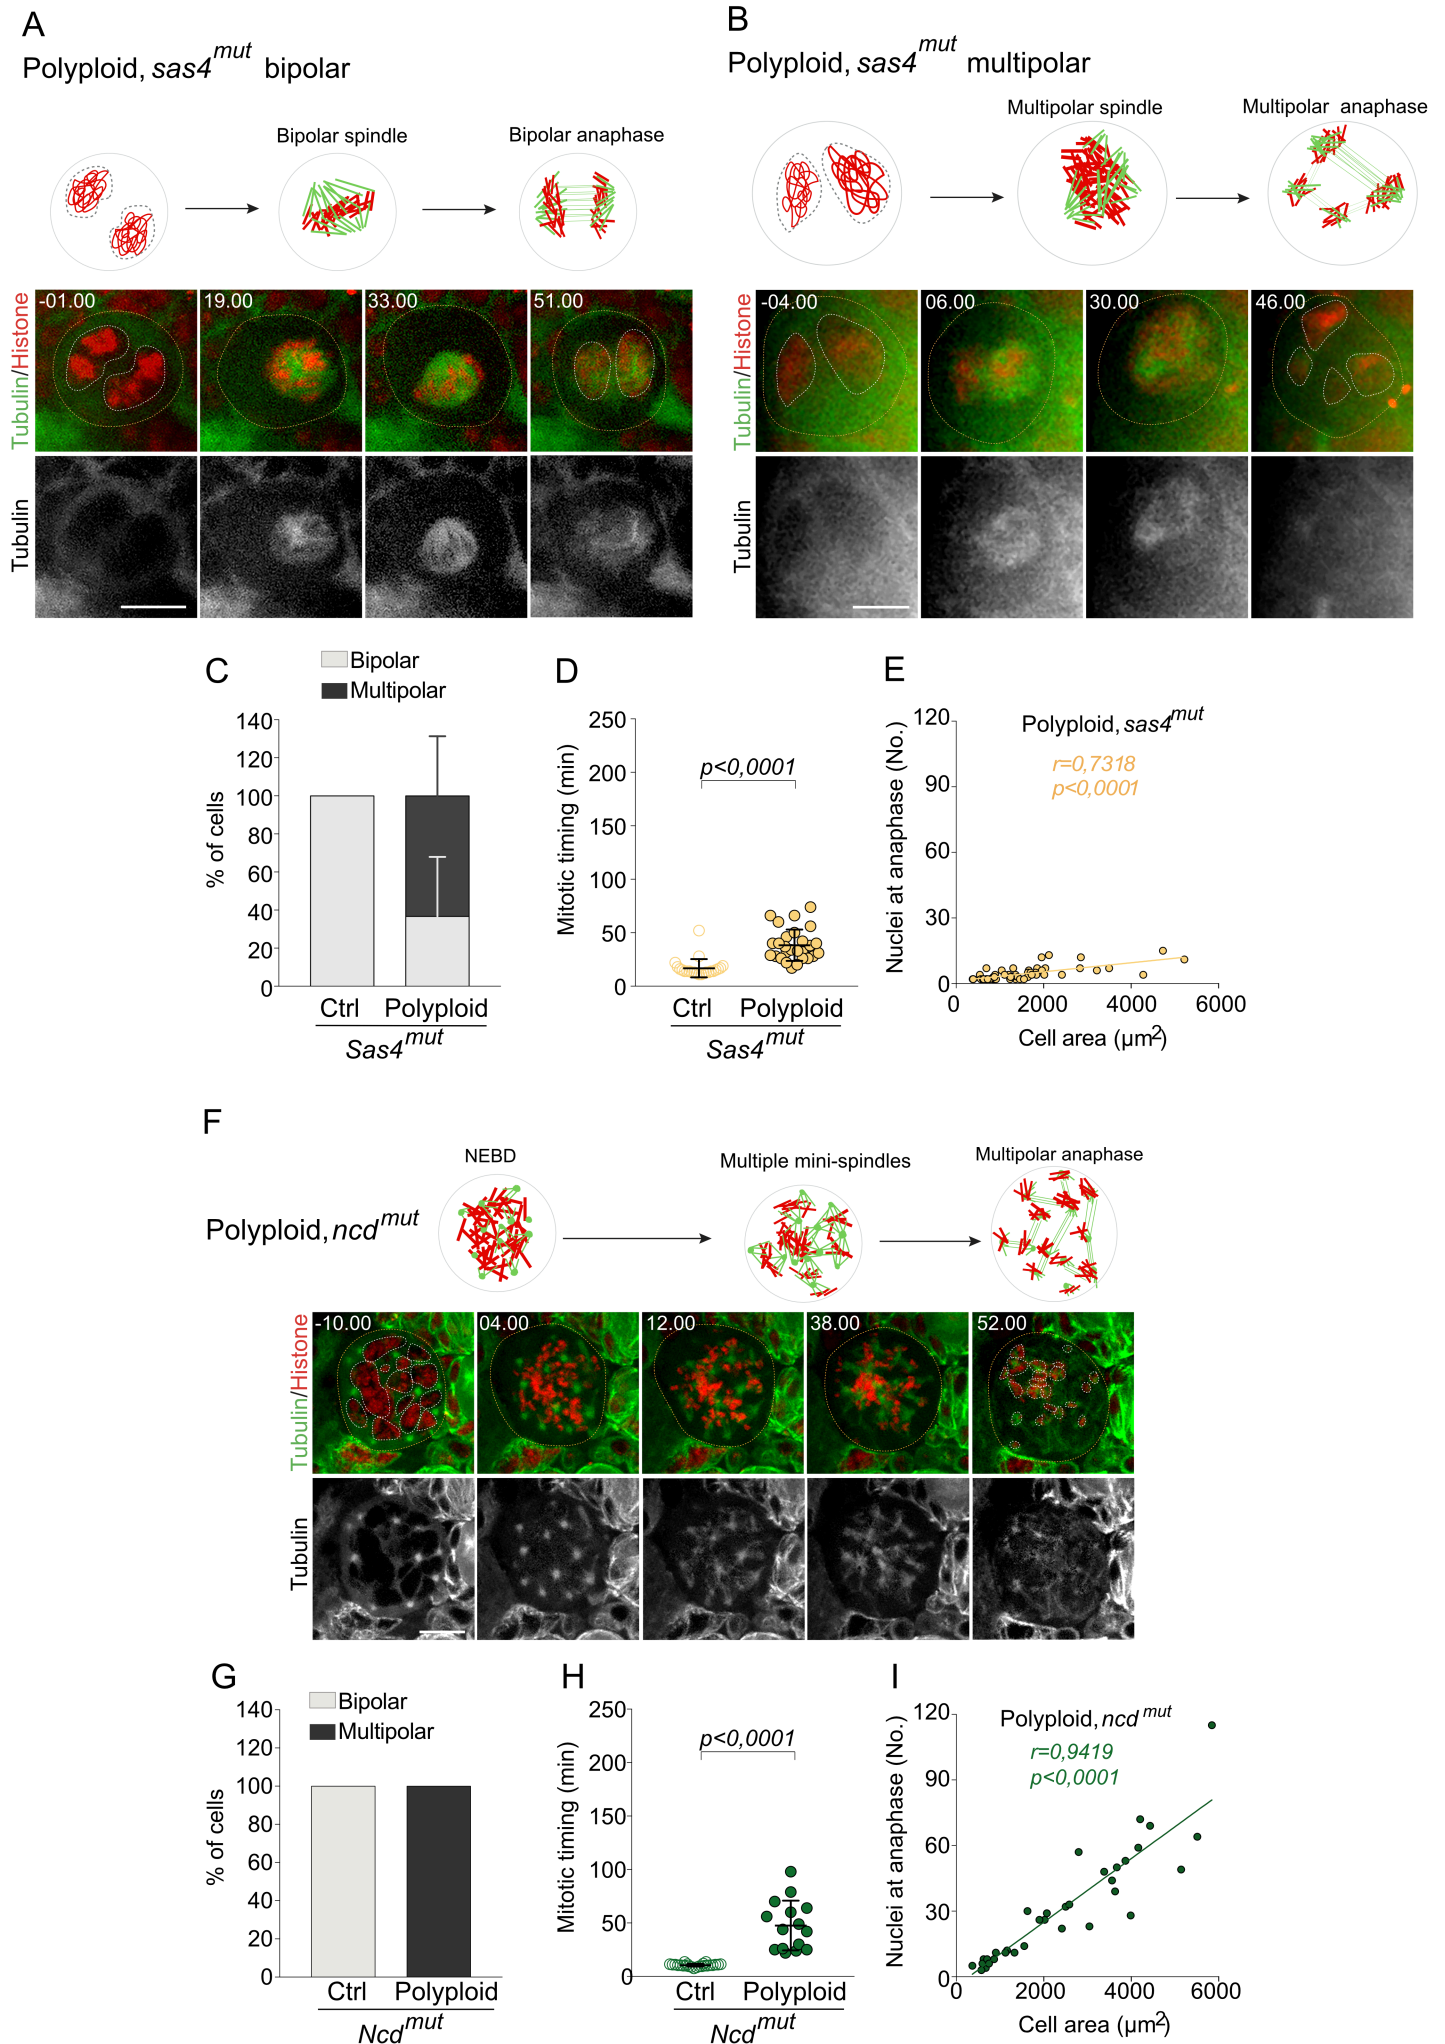 A
Polyploid, sas4mut bipolar
Bipolar spindle
Bipolar anaphase
-01.00
19.00
33.00
51.00
Tubulin/Histone
Tubulin
B
Polyploid, sas4mut multipolar
Multipolar spindle
Multipolar anaphase
-04.00
06.00
30.00
46.00
Tubulin/Histone
Tubulin
C
Bipolar
Multipolar
% of cells
140
120
100
80
60
40
20
0
Ctrl
Polyploid
Sas4mut
D
Mitotic timing (min)
250
200
150
100
50
0
p<0,0001
Ctrl
Polyploid
Sas4mut
E
Nuclei at anaphase (No.)
120
90
60
30
0
Polyploid, sas4mut
r=0,7318
p<0,0001
0
2000
4000
6000
Cell area (µm2)
F
Polyploid, ncdmut
NEBD
Multiple mini-spindles
Multipolar anaphase
-10.00
04.00
12.00
38.00
52.00
Tubulin/Histone
Tubulin
G
Bipolar
Multipolar
% of cells
140
120
100
80
60
40
20
0
Ctrl
Polyploid
Ncdmut
H
Mitotic timing (min)
250
200
150
100
50
0
p<0,0001
Ctrl
Polyploid
Ncdmut
I
Nuclei at anaphase (No.)
120
90
60
30
0
Polyploid, ncd mut
r=0,9419
p<0,0001
0
2000
4000
6000
Cell area (µm2)